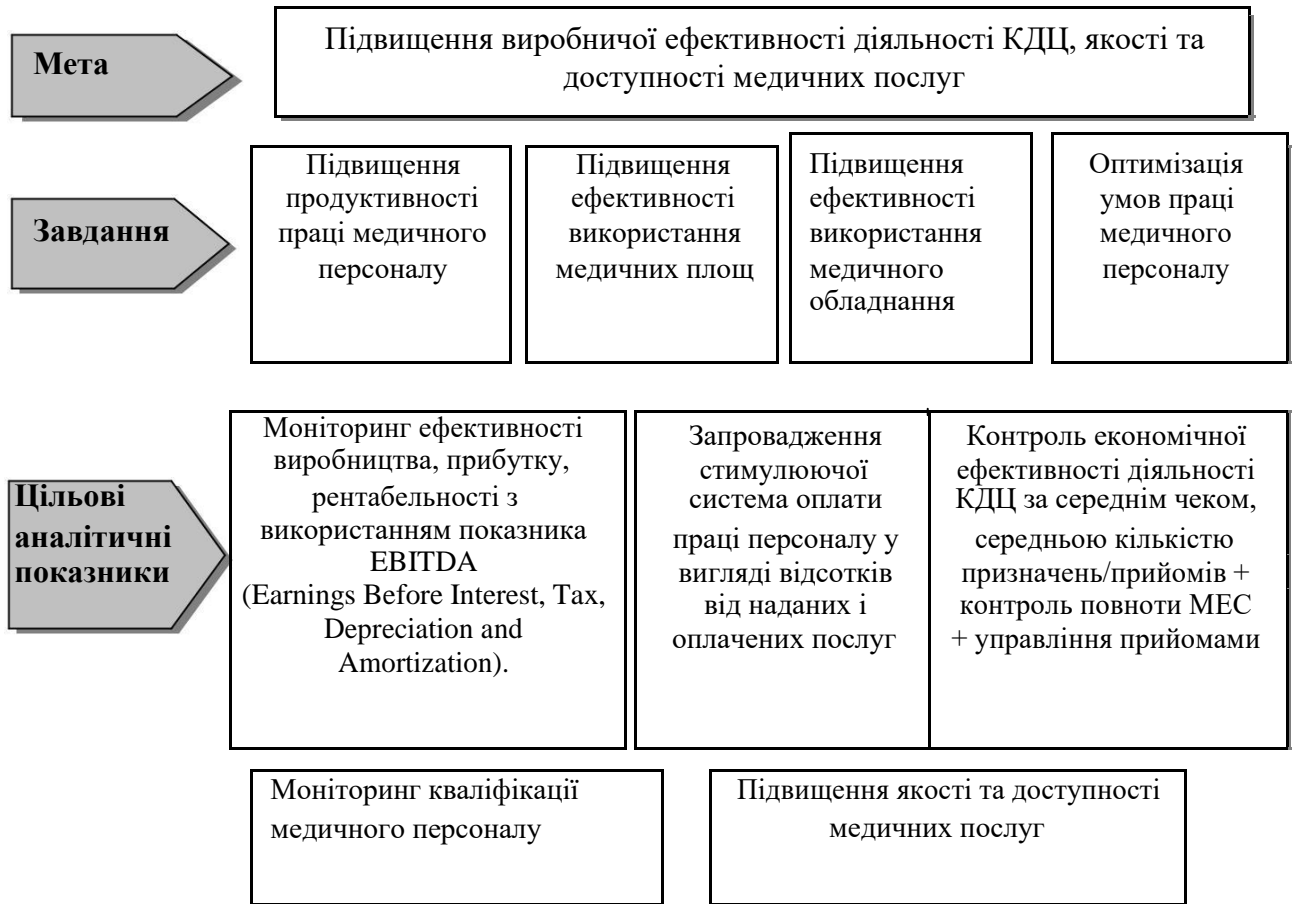 Мета
Підвищення виробничої ефективності діяльності КДЦ, якості та
доступності медичних послуг
Завдання
Підвищення
продуктивності
праці медичного
персоналу
Підвищення
ефективності
використання
медичних площ
Підвищення
ефективності
використання
медичного
обладнання
Оптимізація
умов праці
медичного
персоналу
Цільові
аналітичні
показники
Моніторинг ефективності
виробництва, прибутку,
рентабельності з
використанням показника
EBITDA
(Earnings Before Interest, Tax,
Depreciation and
Amortization).
Запровадження
стимулюючої
система оплати
праці персоналу у
вигляді відсотків
від наданих і
оплачених послуг
Контроль економічної
ефективності діяльності
КДЦ за середнім чеком,
середньою кількістю
призначень/прийомів +
контроль повноти МЕС
+ управління прийомами
Моніторинг кваліфікації
медичного персоналу
Підвищення якості та доступності
медичних послуг